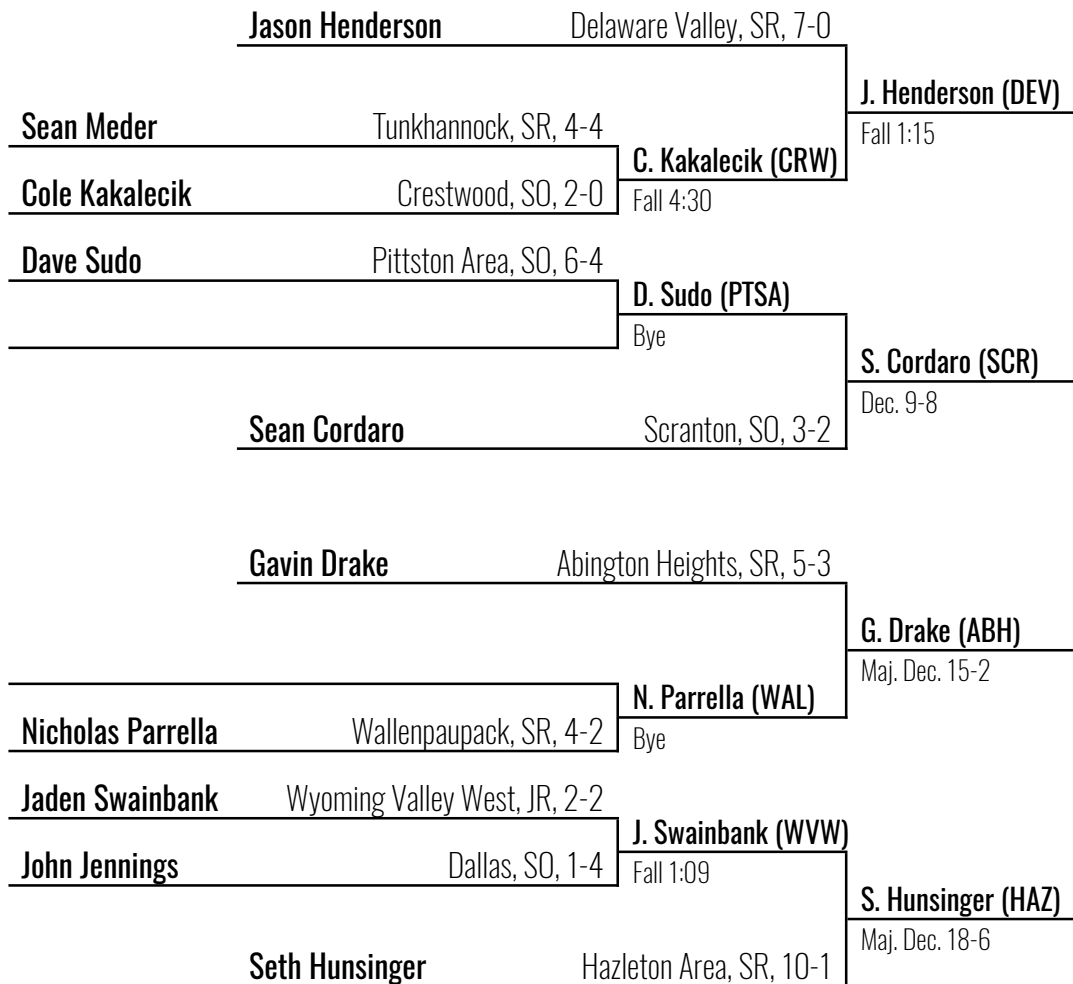 Jason Henderson Delaware Valley, SR, 7-0
J. Henderson (DEV)
Sean Meder Tunkhannock, SR, 4-4
Fall 1:15
C. Kakalecik (CRW)
Cole Kakalecik Crestwood, SO, 2-0
Fall 4:30
Dave Sudo Pittston Area, SO, 6-4
D. Sudo (PTSA)
Bye
S. Cordaro (SCR)
Dec. 9-8
Sean Cordaro Scranton, SO, 3-2
Gavin Drake Abington Heights, SR, 5-3
G. Drake (ABH)
Maj. Dec. 15-2
N. Parrella (WAL)
Nicholas Parrella Wallenpaupack, SR, 4-2
Bye
Jaden Swainbank Wyoming Valley West, JR, 2-2
J. Swainbank (WVW)
John Jennings Dallas, SO, 1-4
Fall 1:09
S. Hunsinger (HAZ)
Maj. Dec. 18-6
Seth Hunsinger Hazleton Area, SR, 10-1